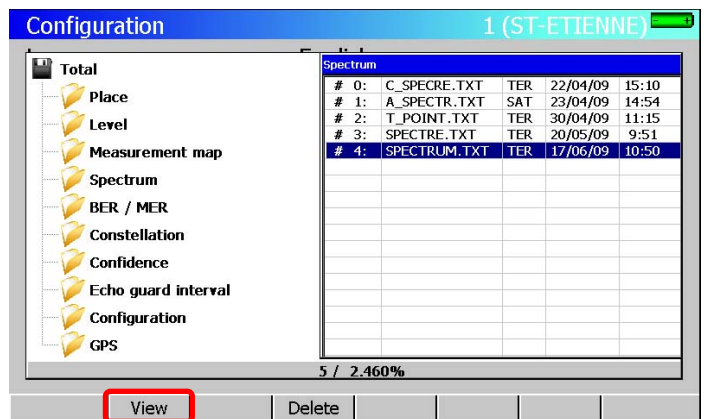 Configuration 1 (ST-ETIENNE)
Total
Place
Level
Measurement map
Spectrum
BER / MER
Constellation
Confidence
Echo guard interval
Configuration
GPS
Spectrum
# 0: C_SPECRE.TXT TER 22/04/09 15:10
# 1: A_SPECTR.TXT SAT 23/04/09 14:54
# 2: T_POINT.TXT TER 30/04/09 11:15
# 3: SPECTRE.TXT TER 20/05/09 9:51
# 4: SPECTRUM.TXT TER 17/06/09 10:50
5 / 2.460%
View Delete